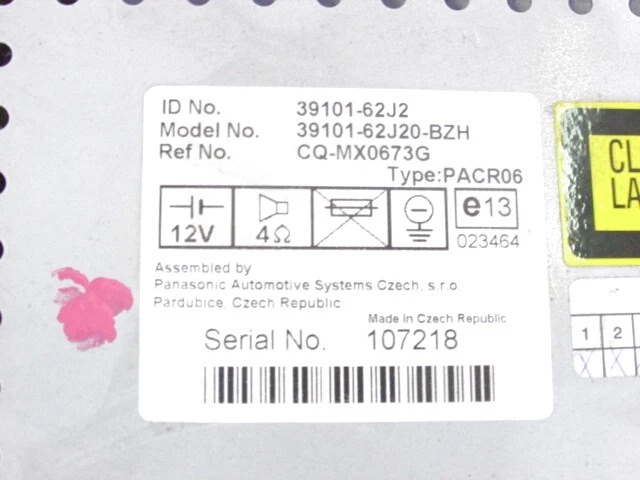 ID No. 39101-62J2
Model No. 39101-62J20-BZH
Ref No. CQ-MX0673G
Type:PACR06
12V 4Ω e13
023464
Assembled by
Panasonic Automotive Systems Czech, s.r.o.
Pardubice, Czech Republic
Made in Czech Republic
Serial No. 107218
CL
LA
1 2
X X